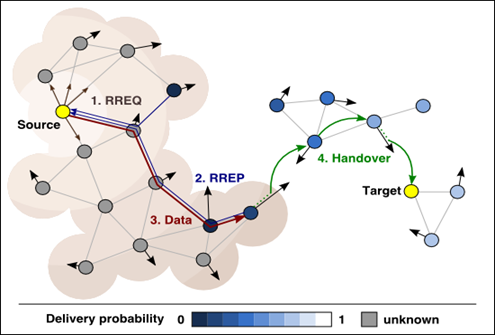 1. RREQ
Source
2. RREP
3. Data
4. Handover
Target
Delivery probability 0 1 unknown